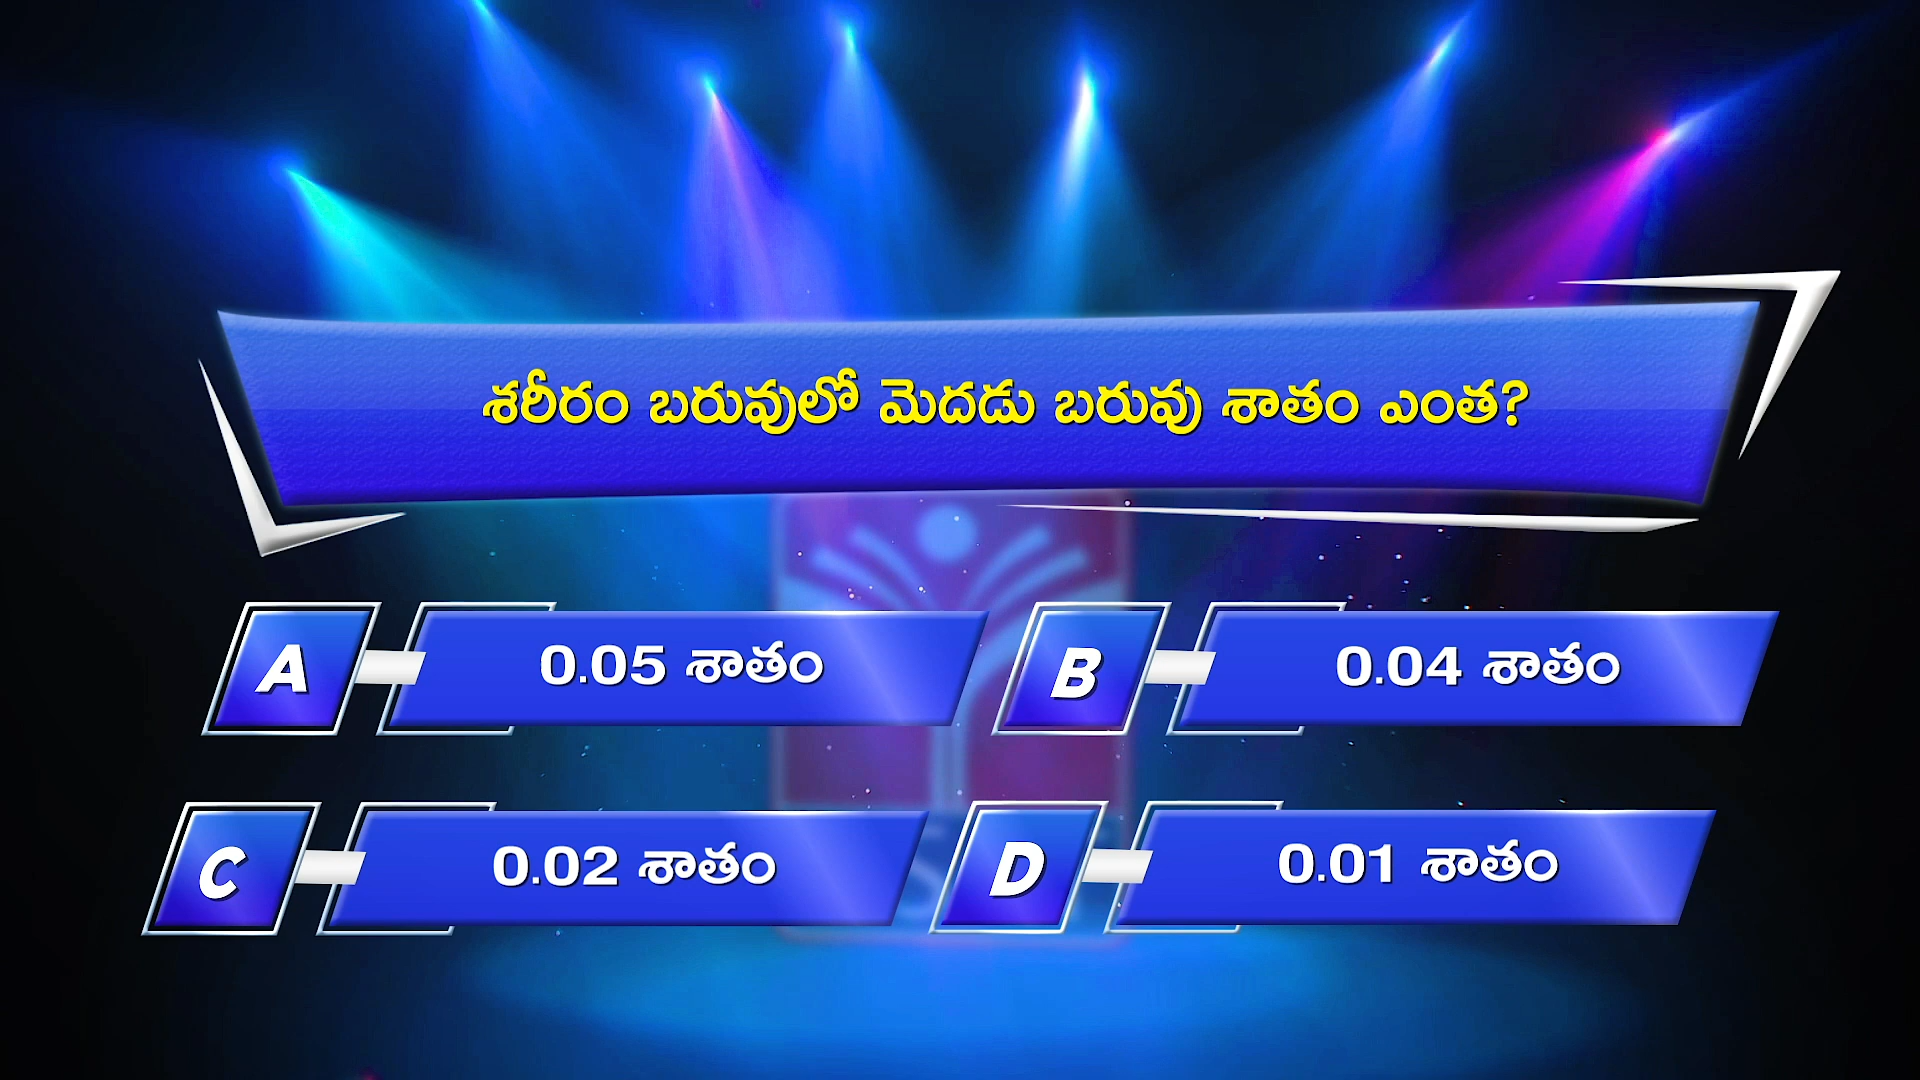 శరీరం బరువులో మెదడు బరువు శాతం ఎంత?
A 0.05 శాతం
B 0.04 శాతం
C 0.02 శాతం
D 0.01 శాతం